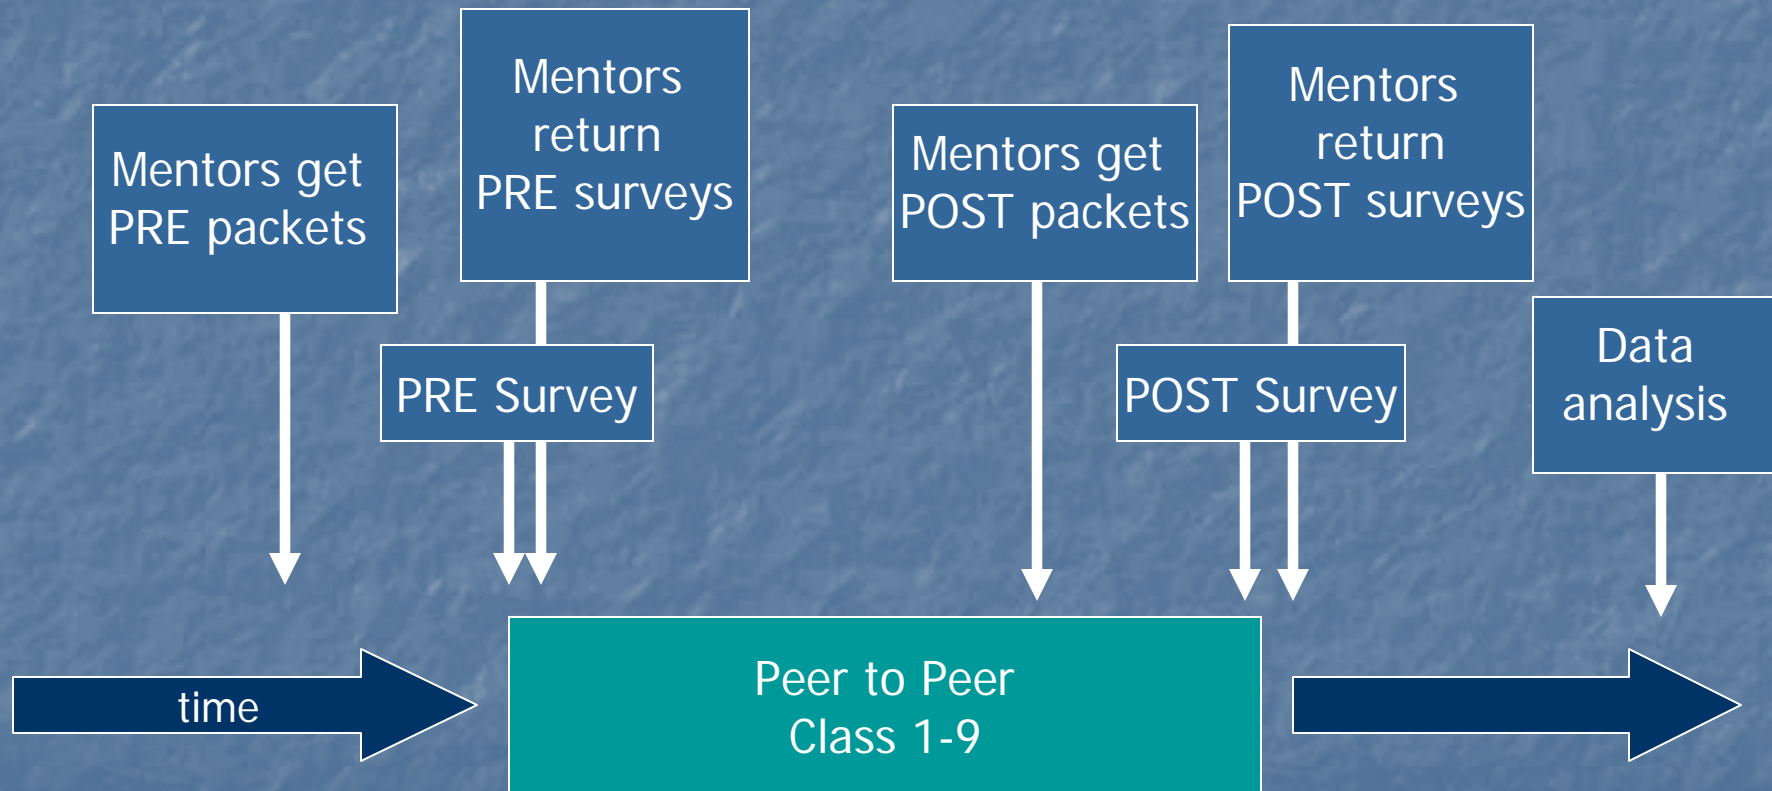 Mentors get
PRE packets
Mentors
return
PRE surveys
PRE Survey
Mentors get
POST packets
Mentors
return
POST surveys
POST Survey
Data
analysis
time
Peer to Peer
Class 1-9